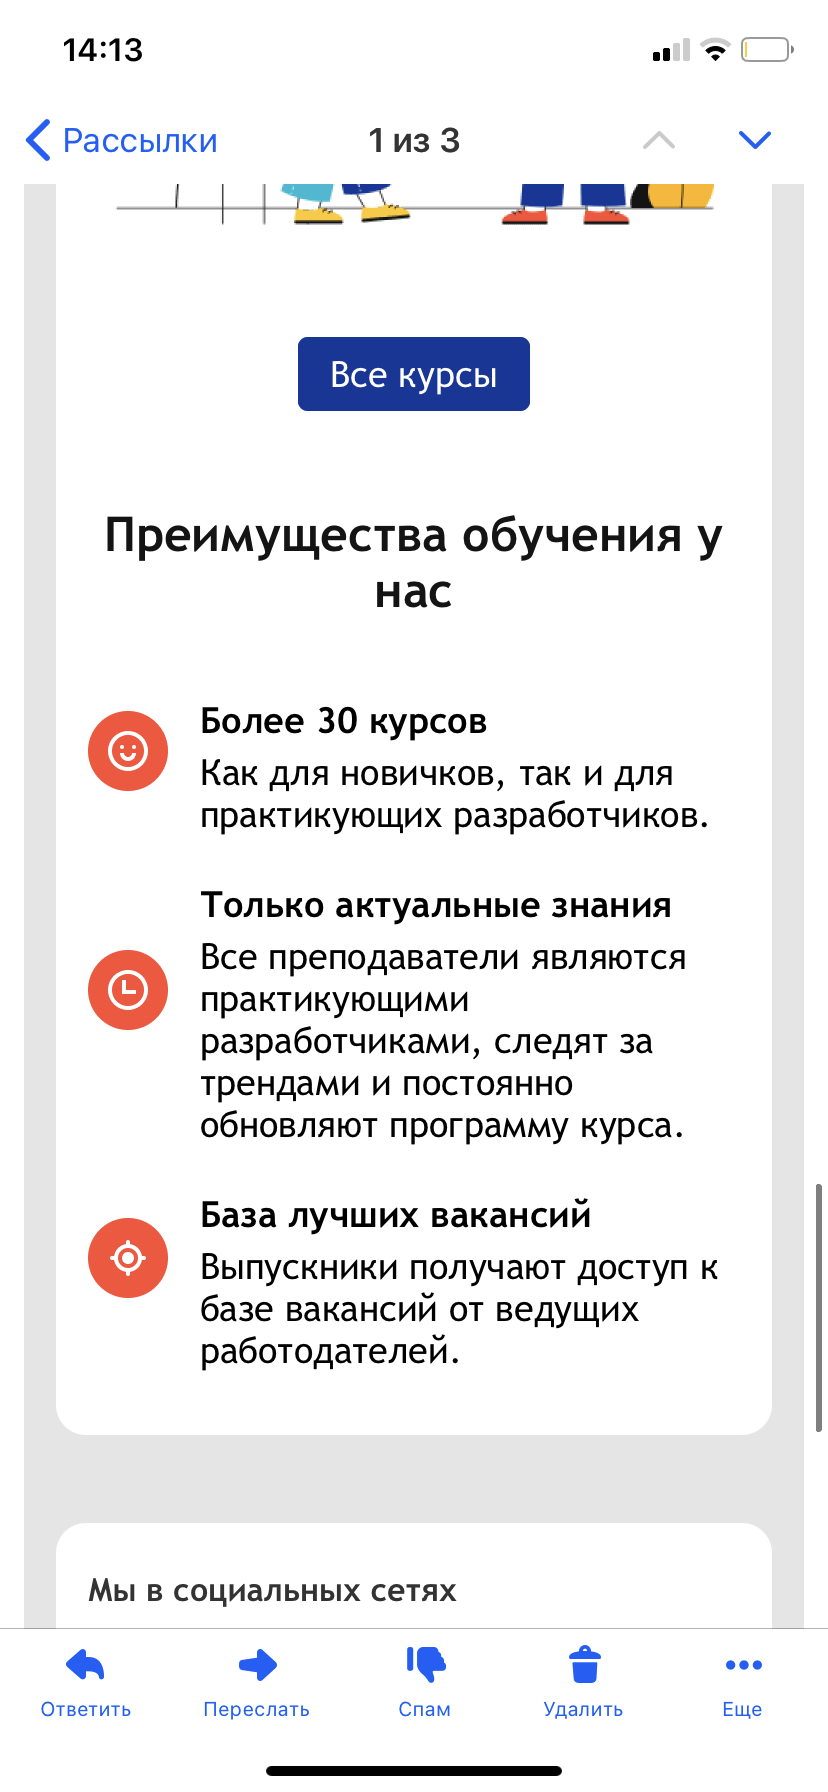 14:13
Рассылки
1 из 3
Все курсы
Преимущества обучения у
нас
Более 30 курсов
Как для новичков, так и для
практикующих разработчиков.
Только актуальные знания
Все преподаватели являются
практикующими
разработчиками, следят за
трендами и постоянно
обновляют программу курса.
База лучших вакансий
Выпускники получают доступ к
базе вакансий от ведущих
работодателей.
Мы в социальных сетях
Ответить
Переслать
Спам
Удалить
Еще